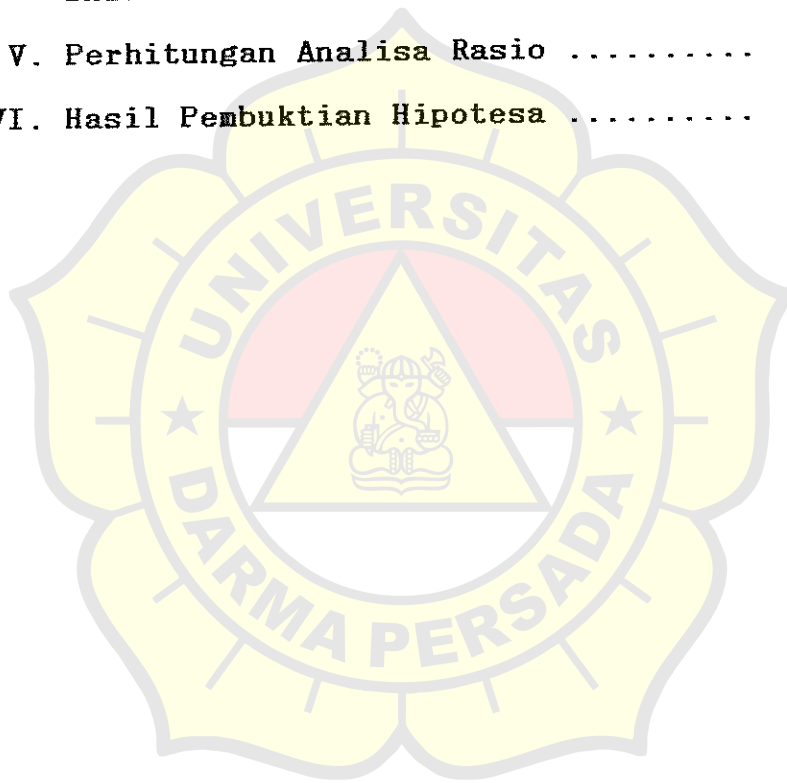 V. Perhitungan Analisa Rasio ..........
VI. Hasil Pembuktian Hipotesa ..........
UNIVERSITAS
★ DARMA PERSADA ★